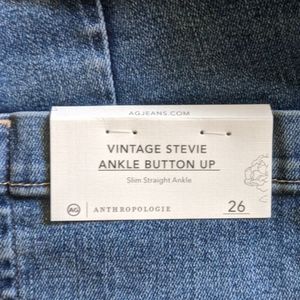 AGJEANS.COM
VINTAGE STEVIE
ANKLE BUTTON UP
Slim Straight Ankle
AG ANTHROPOLOGIE 26